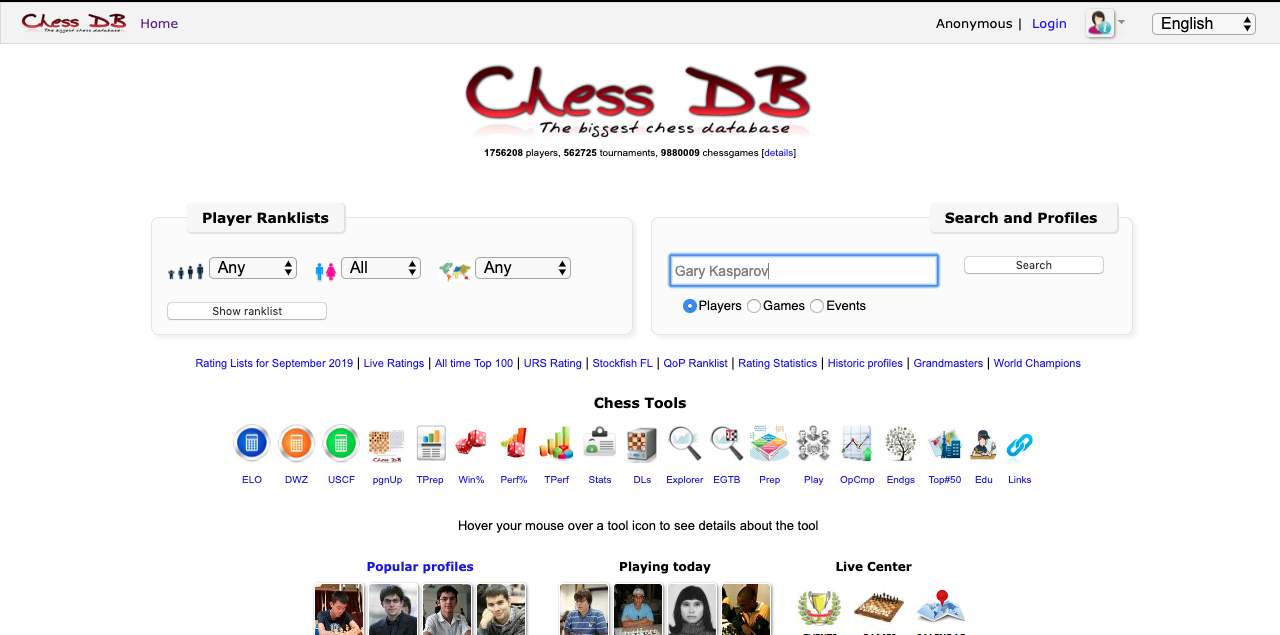 Chess DB
The biggest chess database
Home
Anonymous | Login
English
Chess DB
The biggest chess database
1756208 players, 562725 tournaments, 9880009 chessgames [details]
Player Ranklists
Any
All
Any
Show ranklist
Search and Profiles
Gary Kasparov
Search
Players Games Events
Rating Lists for September 2019 | Live Ratings | All time Top 100 | URS Rating | Stockfish FL | QoP Ranklist | Rating Statistics | Historic profiles | Grandmasters | World Champions
Chess Tools
ELO DWZ USCF pgnUp TPrep Win% Perf% TPerf Stats DLs Explorer EGTB Prep Play OpCmp Endgs Top#50 Edu Links
Hover your mouse over a tool icon to see details about the tool
Popular profiles
Playing today
Live Center